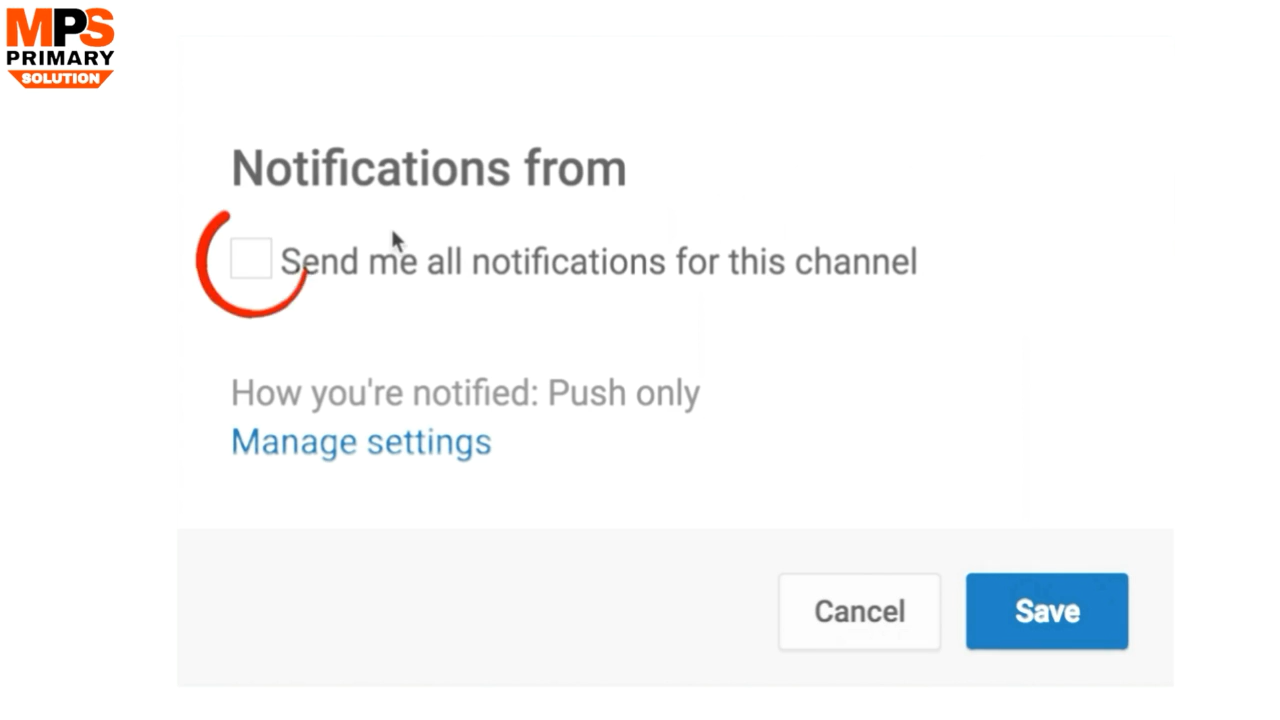 MPS
PRIMARY
SOLUTION
Notifications from
Send me all notifications for this channel
How you're notified: Push only
Manage settings
Cancel
Save